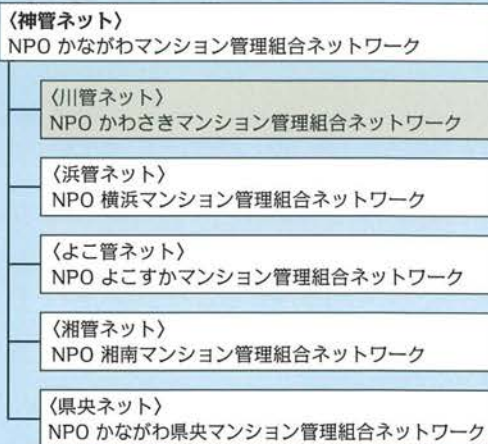 〈神管ネット〉
NPO かながわマンション管理組合ネットワーク
〈川管ネット〉
NPO かわさきマンション管理組合ネットワーク
〈浜管ネット〉
NPO 横浜マンション管理組合ネットワーク
〈よこ管ネット〉
NPO よこすかマンション管理組合ネットワーク
〈湘管ネット〉
NPO 湘南マンション管理組合ネットワーク
〈県央ネット〉
NPO かながわ県央マンション管理組合ネットワーク